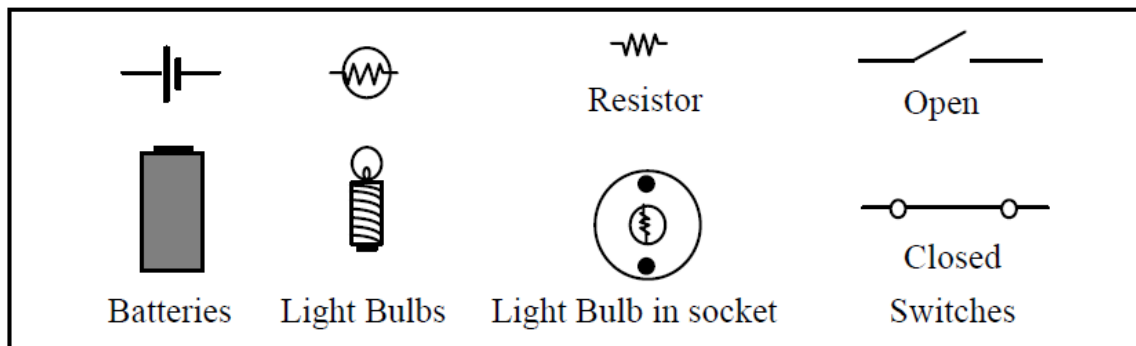 Resistor
Open
Closed
Batteries
Light Bulbs
Light Bulb in socket
Switches